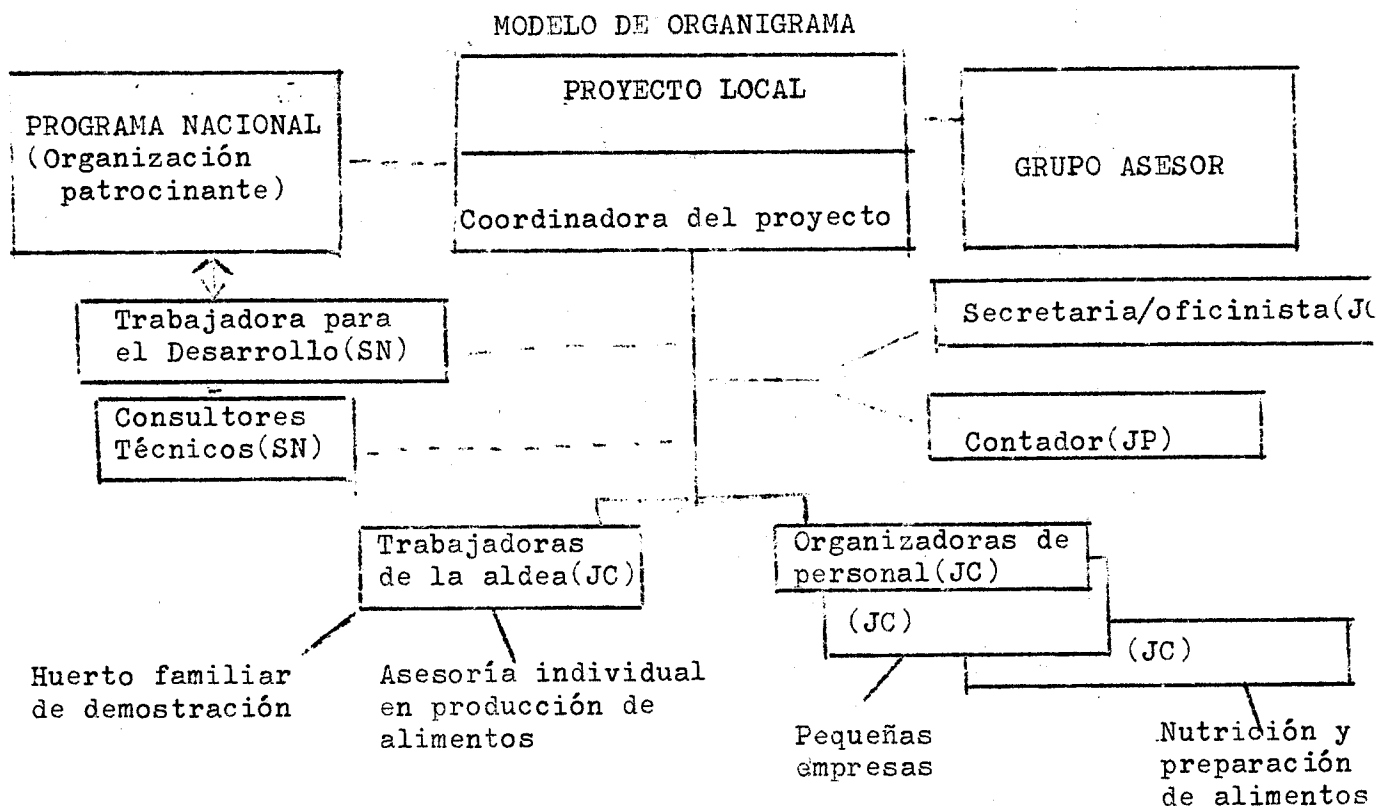 MODELO DE ORGANIGRAMA
PROYECTO LOCAL
Coordinadora del proyecto
PROGRAMA NACIONAL
(Organización
patrocinante)
GRUPO ASESOR
Trabajadora para
el Desarrollo(SN)
Consultores
Técnicos(SN)
Secretaria/oficinista(JC
Contador(JP)
Trabajadoras
de la aldea(JC)
Organizadoras de
personal(JC)
(JC)
(JC)
Huerto familiar
de demostración
Asesoría individual
en producción de
alimentos
Pequeñas
empresas
Nutrición y
preparación
de alimentos